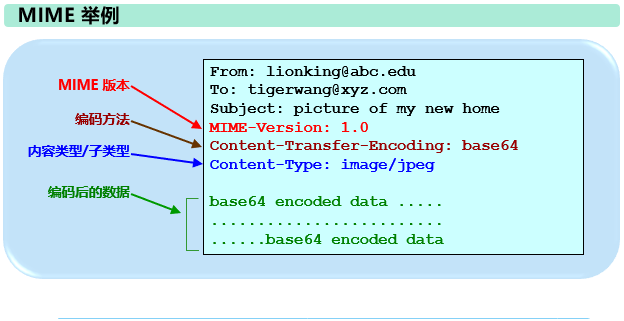 MIME 举例
From: lionking@abc.edu
To: tigerwang@xyz.com
Subject: picture of my new home
MIME 版本
MIME-Version: 1.0
编码方法
Content-Transfer-Encoding: base64
内容类型/子类型
Content-Type: image/jpeg
编码后的数据
base64 encoded data .....
..........................
......base64 encoded data